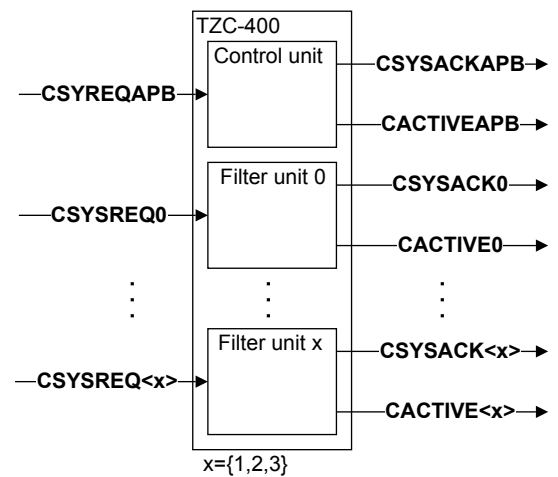 TZC-400
Control unit
CSYREQAPB
CSYSACKAPB
CACTIVEAPB
Filter unit 0
CSYSREQ0
CSYSACK0
CACTIVE0
Filter unit x
CSYSREQ<x>
CSYSACK<x>
CACTIVE<x>
x={1,2,3}